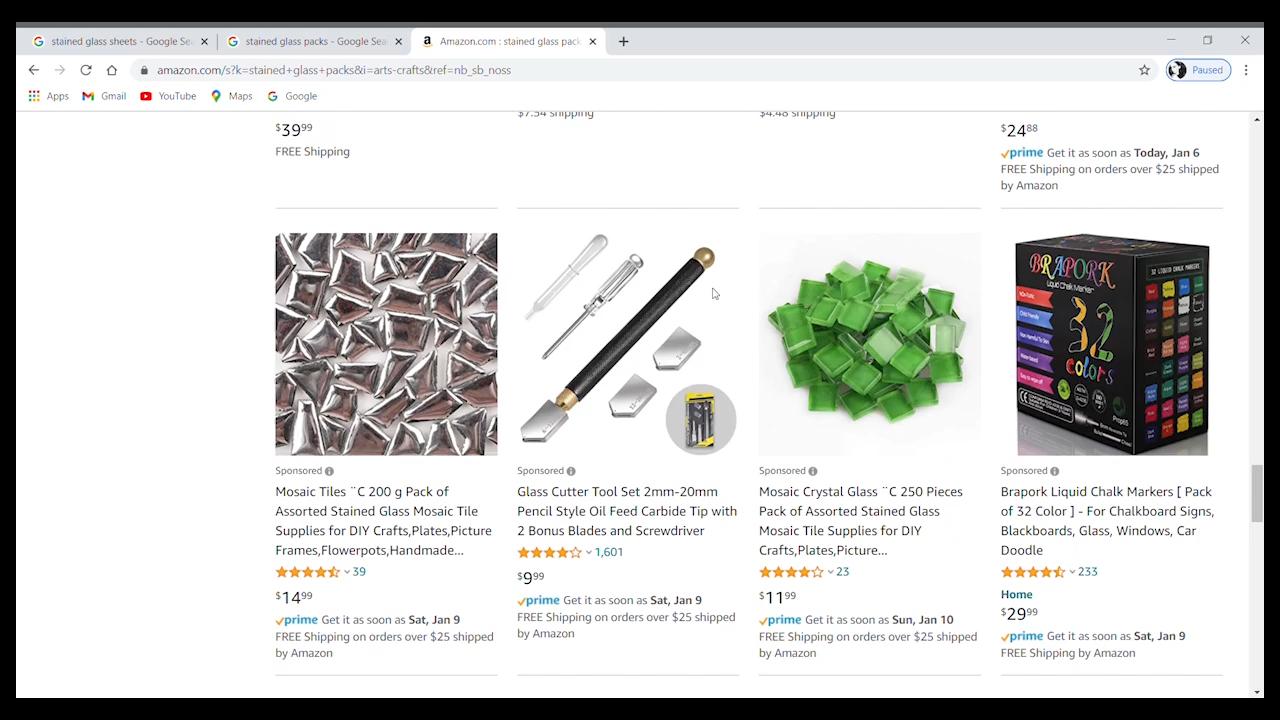 stained glass sheets - Google Se
stained glass packs - Google Sea
Amazon.com : stained glass pack
amazon.com/s?k=stained+glass+packs&i=arts-crafts&ref=nb_sb_noss
Paused
Apps
Gmail
YouTube
Maps
Google
$39.99
FREE Shipping
$7.54 shipping
$4.48 shipping
$24.88
prime Get it as soon as Today, Jan 6
FREE Shipping on orders over $25 shipped
by Amazon
BRAPORK
Liquid Chalk Marker
32
colors
32 LIQUID CHALK MARKERS
Sponsored
Mosaic Tiles ¨C 200 g Pack of
Assorted Stained Glass Mosaic Tile
Supplies for DIY Crafts,Plates,Picture
Frames,Flowerpots,Handmade...
39
$14.99
prime Get it as soon as Sat, Jan 9
FREE Shipping on orders over $25 shipped
by Amazon
Sponsored
Glass Cutter Tool Set 2mm-20mm
Pencil Style Oil Feed Carbide Tip with
2 Bonus Blades and Screwdriver
1,601
$9.99
prime Get it as soon as Sat, Jan 9
FREE Shipping on orders over $25 shipped
by Amazon
Sponsored
Mosaic Crystal Glass ¨C 250 Pieces
Pack of Assorted Stained Glass
Mosaic Tile Supplies for DIY
Crafts,Plates,Picture...
23
$11.99
prime Get it as soon as Sun, Jan 10
FREE Shipping on orders over $25 shipped
by Amazon
Sponsored
Brapork Liquid Chalk Markers [ Pack
of 32 Color ] - For Chalkboard Signs,
Blackboards, Glass, Windows, Car
Doodle
233
Home
$29.99
prime Get it as soon as Sat, Jan 9
FREE Shipping by Amazon